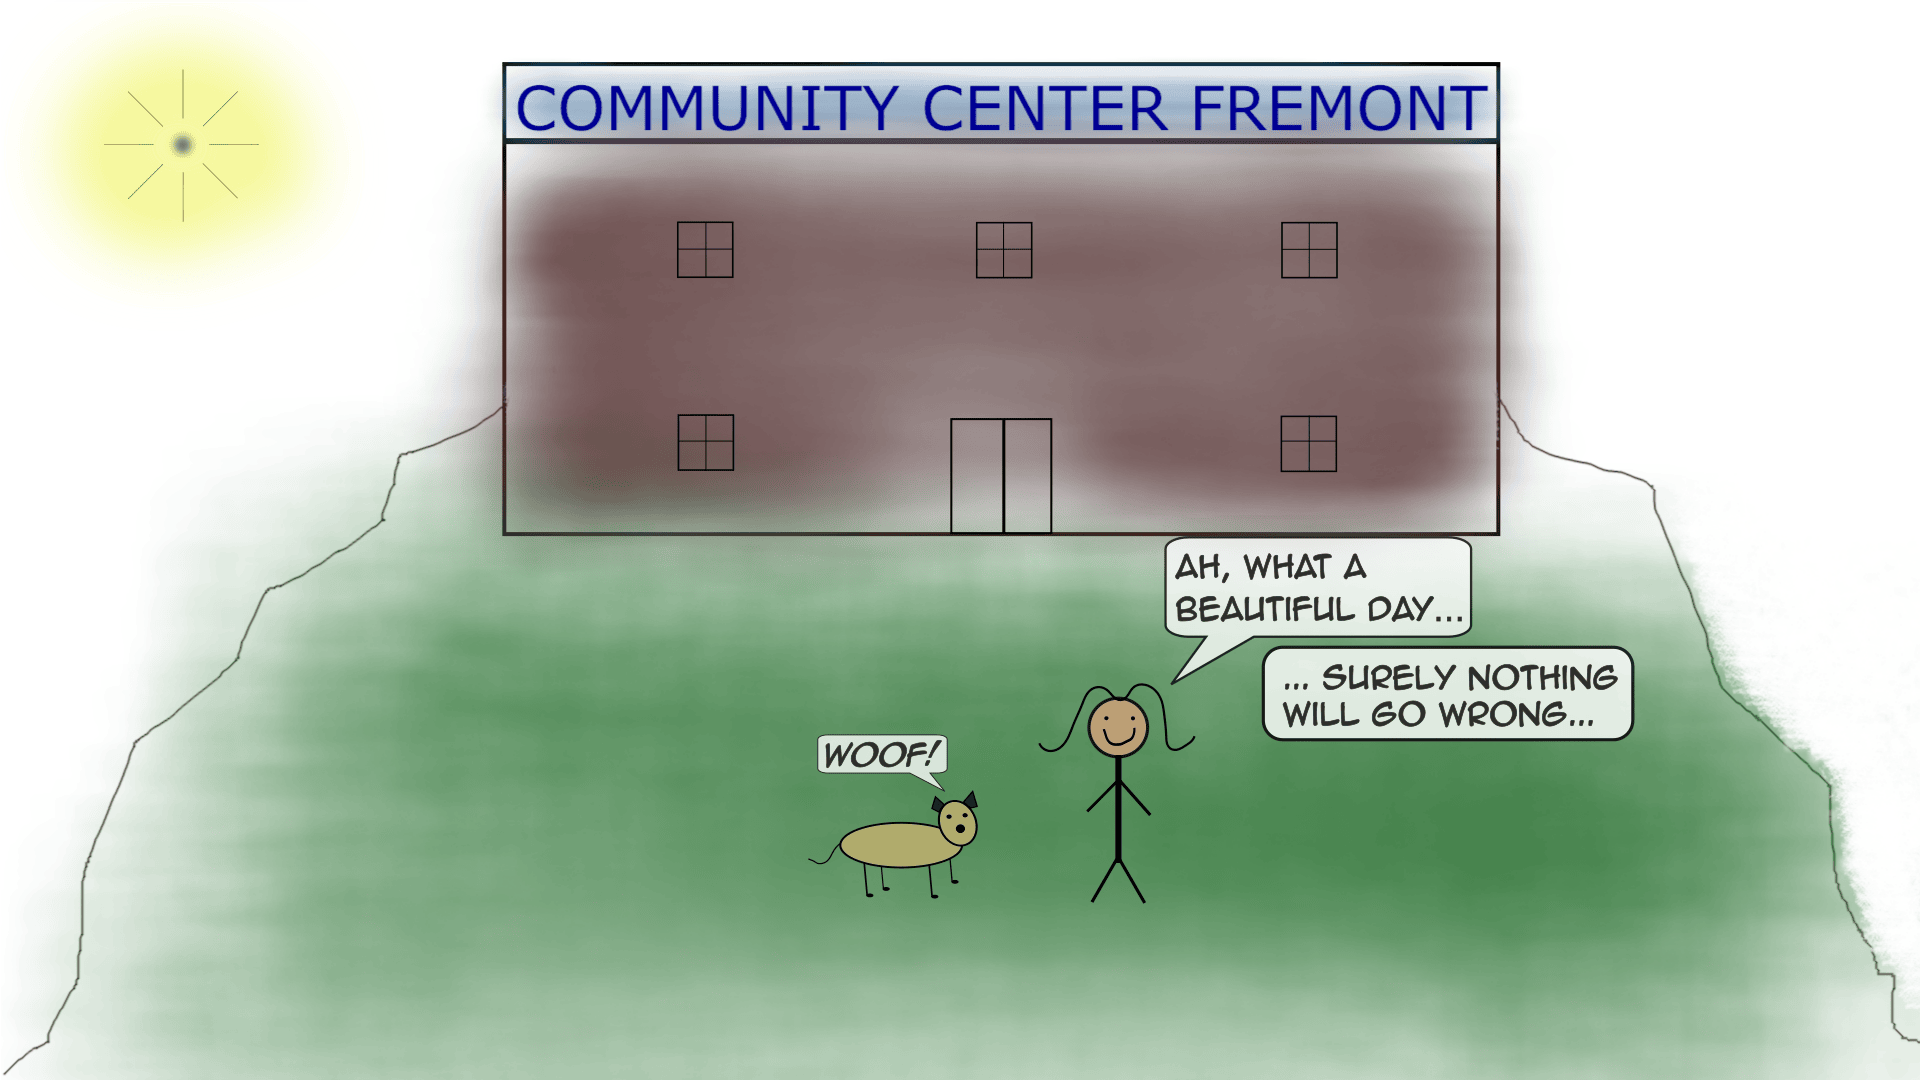 COMMUNITY CENTER FREMONT
AH, WHAT A
BEAUTIFUL DAY...
... SURELY NOTHING
WILL GO WRONG...
WOOF!